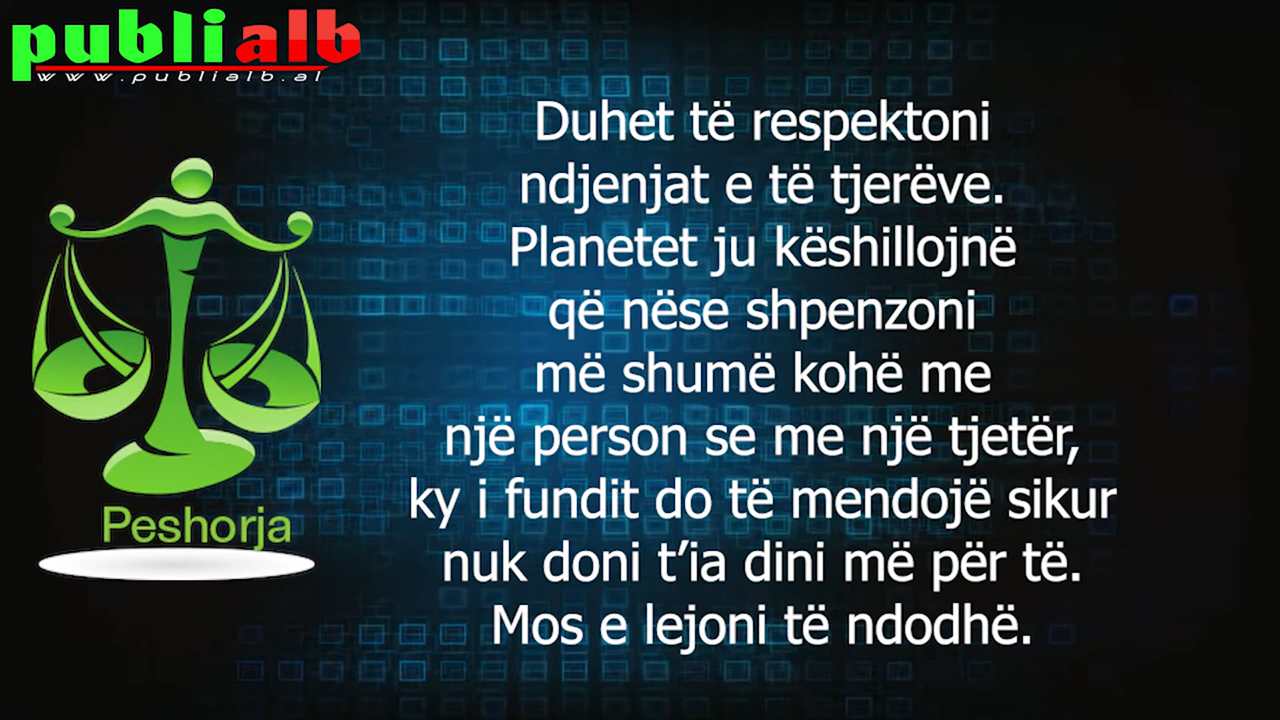 publialb
www.publialb.al
Duhet të respektoni
ndjenjat e të tjerëve.
Planetet ju këshillojnë
që nëse shpenzoni
më shumë kohë me
një person se me një tjetër,
ky i fundit do të mendojë sikur
nuk doni t’ia dini më për të.
Mos e lejoni të ndodhë.
Peshorja